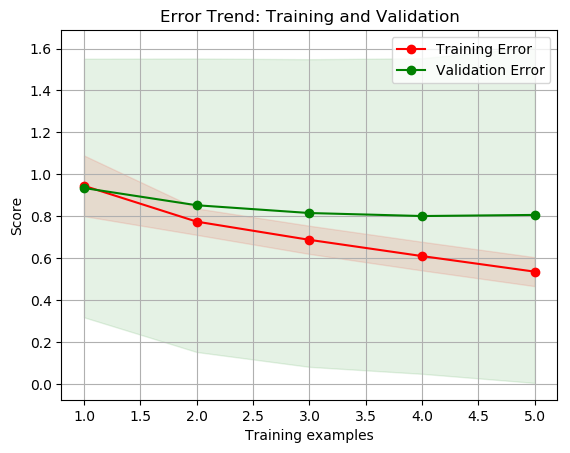 Error Trend: Training and Validation
Training Error
Validation Error
Score
1.6
1.4
1.2
1.0
0.8
0.6
0.4
0.2
0.0
1.0 1.5 2.0 2.5 3.0 3.5 4.0 4.5 5.0
Training examples